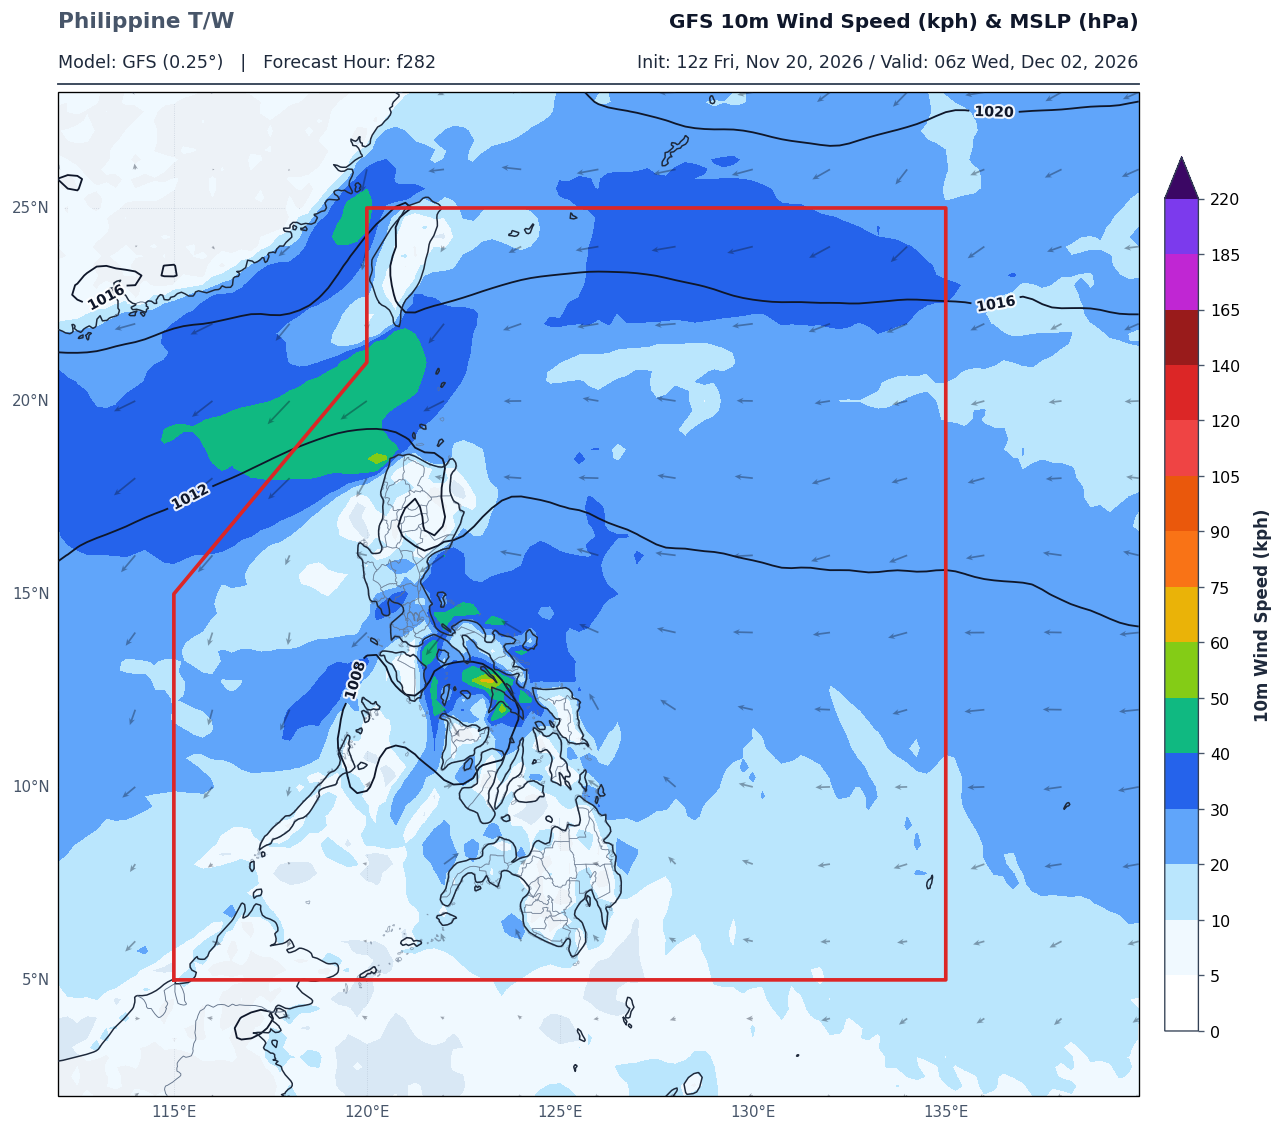 Philippine T/W
GFS 10m Wind Speed (kph) & MSLP (hPa)
Model: GFS (0.25°) | Forecast Hour: f282
Init: 12z Fri, Nov 20, 2026 / Valid: 06z Wed, Dec 02, 2026
1020
1016
1016
1012
1008
25°N
20°N
15°N
10°N
5°N
115°E
120°E
125°E
130°E
135°E
220
185
165
140
120
105
90
75
60
50
40
30
20
10
5
0
10m Wind Speed (kph)